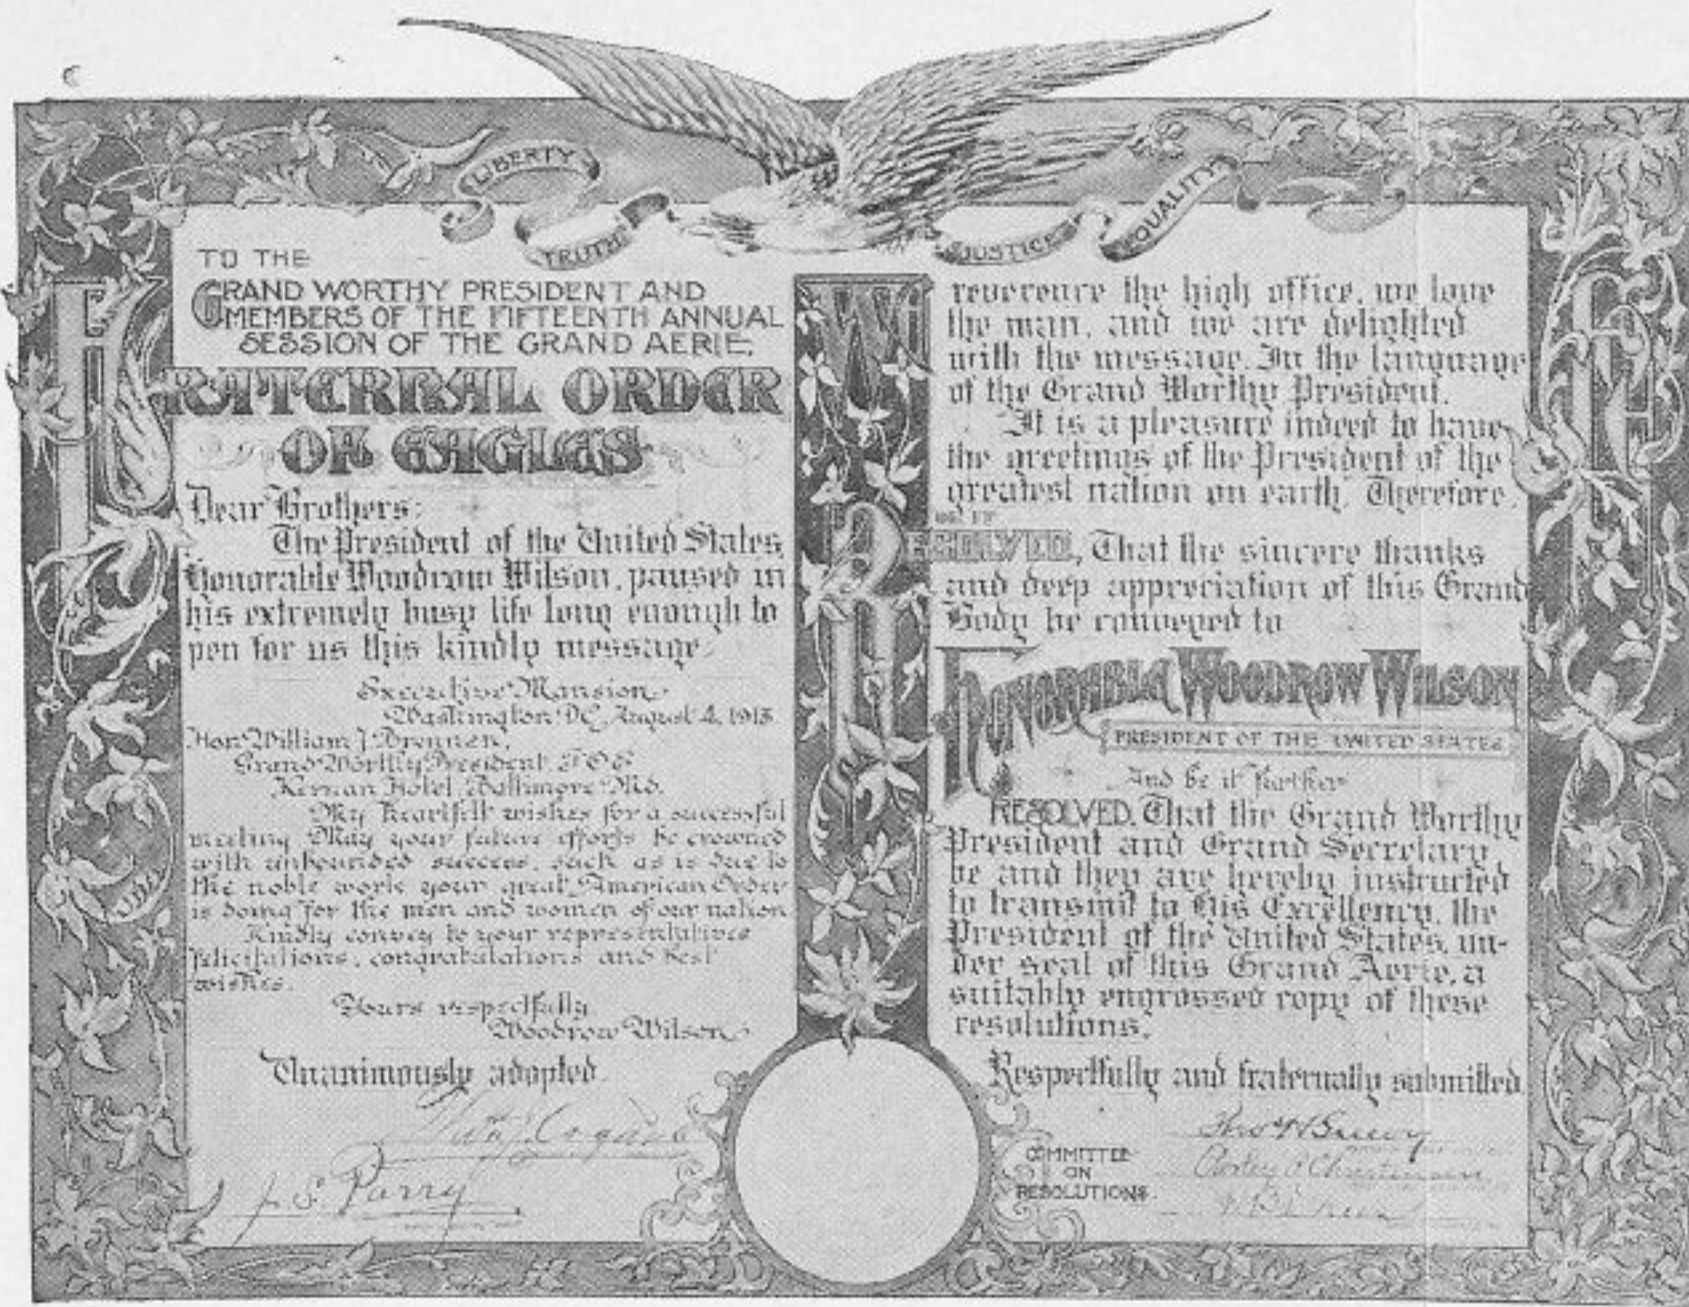 LIBERTY
TRUTH
JUSTICE
EQUALITY
TO THE
GRAND WORTHY PRESIDENT AND
MEMBERS OF THE FIFTEENTH ANNUAL
SESSION OF THE GRAND AERIE,
FRATERNAL ORDER
OF EAGLES
Dear Brothers:
The President of the United States,
Honorable Woodrow Wilson, paused in
his extremely busy life long enough to
pen for us this kindly message:
Executive Mansion
Washington DC, August 4, 1913
Hon. William J. Brennen,
Grand Worthy President F.O.E.
Kernan Hotel, Baltimore Md.
My heartfelt wishes for a successful
meeting. May your future efforts be crowned
with unbounded success, such as is due to
the noble work your great American Order
is doing for the men and women of our nation.
Kindly convey to your representatives
felicitations, congratulations and best
wishes.
Yours respectfully,
Woodrow Wilson
Unanimously adopted.
J. S. Parry
WE
reverence the high office, we love
the man, and we are delighted
with the message. In the language
of the Grand Worthy President.
"It is a pleasure indeed to have
the greetings of the President of the
greatest nation on earth." Therefore,
BE IT
RESOLVED, That the sincere thanks
and deep appreciation of this Grand
Body be conveyed to
HONORABLE WOODROW WILSON
PRESIDENT OF THE UNITED STATES
And be it further
RESOLVED, That the Grand Worthy
President and Grand Secretary
be and they are hereby instructed
to transmit to His Excellency, the
President of the United States, un-
der seal of this Grand Aerie, a
suitably engrossed copy of these
resolutions.
Respectfully and fraternally submitted
COMMITTEE
ON
RESOLUTIONS.
Parley P. Christensen